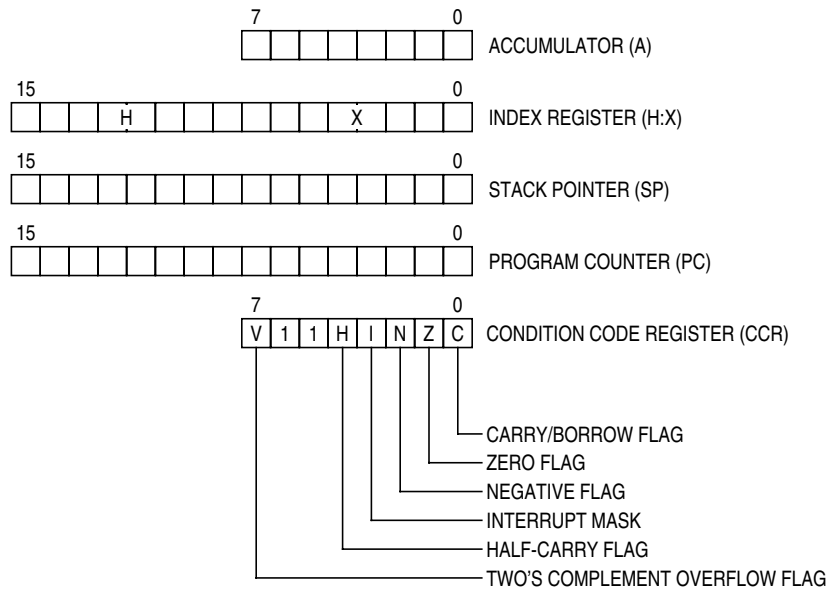 7 0
ACCUMULATOR (A)
15 0
H X INDEX REGISTER (H:X)
15 0
STACK POINTER (SP)
15 0
PROGRAM COUNTER (PC)
7 0
V 1 1 H I N Z C CONDITION CODE REGISTER (CCR)
CARRY/BORROW FLAG
ZERO FLAG
NEGATIVE FLAG
INTERRUPT MASK
HALF-CARRY FLAG
TWO'S COMPLEMENT OVERFLOW FLAG